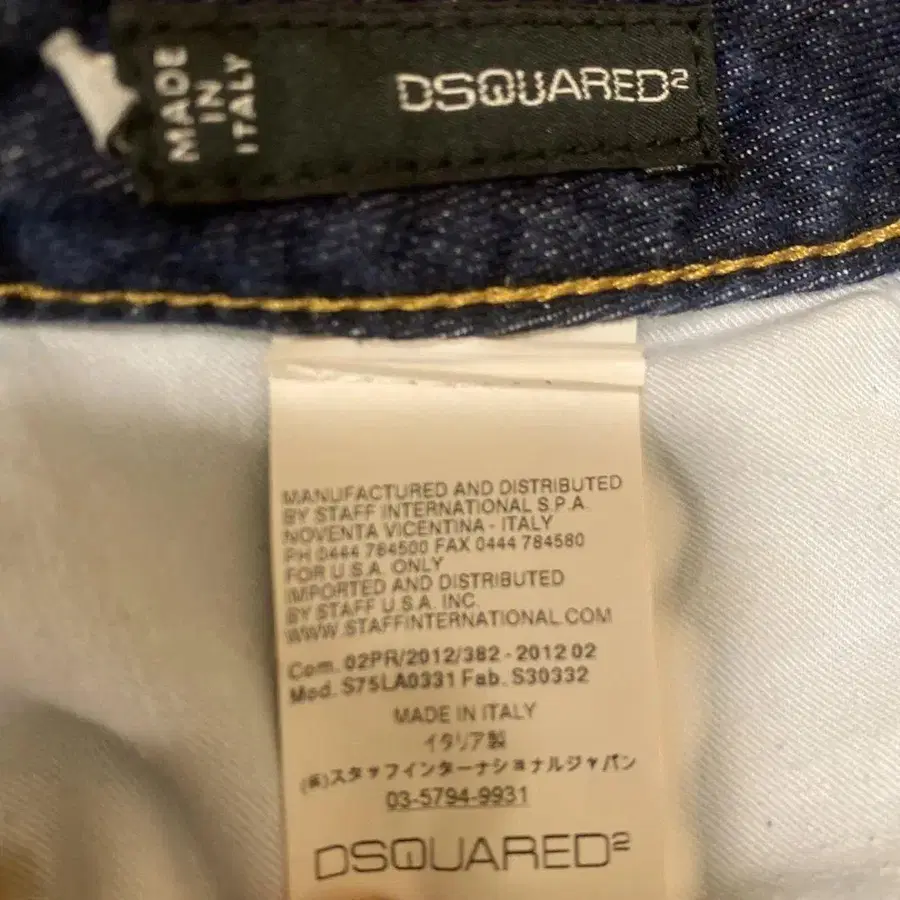 MADE
IN
ITALY
DSQUARED²
MANUFACTURED AND DISTRIBUTED
BY STAFF INTERNATIONAL S.P.A.
NOVENTA VICENTINA - ITALY
PH 0444 784500 FAX 0444 784580
FOR U.S.A. ONLY
IMPORTED AND DISTRIBUTED
BY STAFF U.S.A. INC.
WWW.STAFFINTERNATIONAL.COM
Com. 02PR/2012/382 - 2012 02
Mod. S75LA0331 Fab. S30332
MADE IN ITALY
イタリア製
(株)スタッフインターナショナルジャパン
03-5794-9931
DSQUARED²